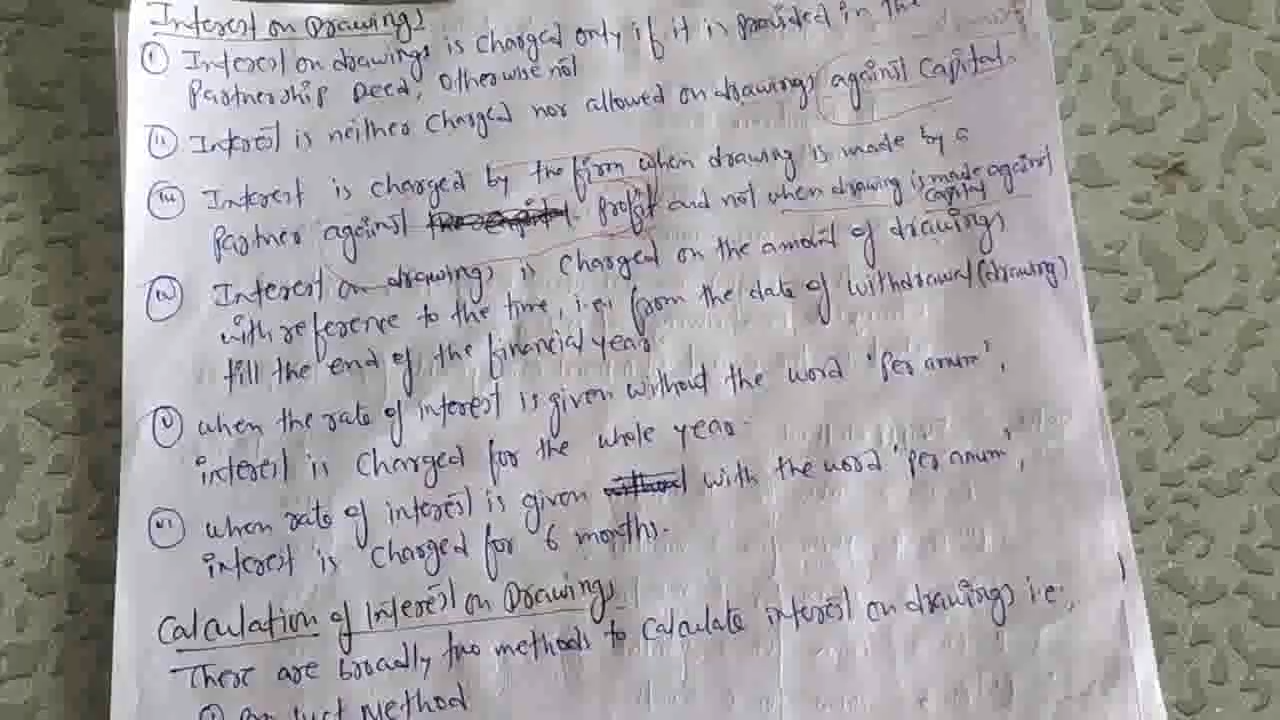 Interest on Drawings
(i) Interest on drawings is charged only if it is provided in the
Partnership Deed, otherwise not
(ii) Interest is neither charged nor allowed on drawings against capital.
(iii) Interest is charged by the firm when drawing is made by a
Partner against profit and not when drawing is made against
capital
(iv) Interest on drawings is charged on the amount of drawings
with reference to the time, i.e. from the date of withdrawal (drawing)
till the end of the financial year
(v) when the rate of interest is given without the word 'Per anum',
interest is charged for the whole year.
(vi) when rate of interest is given with the word 'Per anum',
interest is charged for 6 months.
Calculation of Interest on Drawings
There are broadly two methods to calculate interest on drawings i.e.,
Method